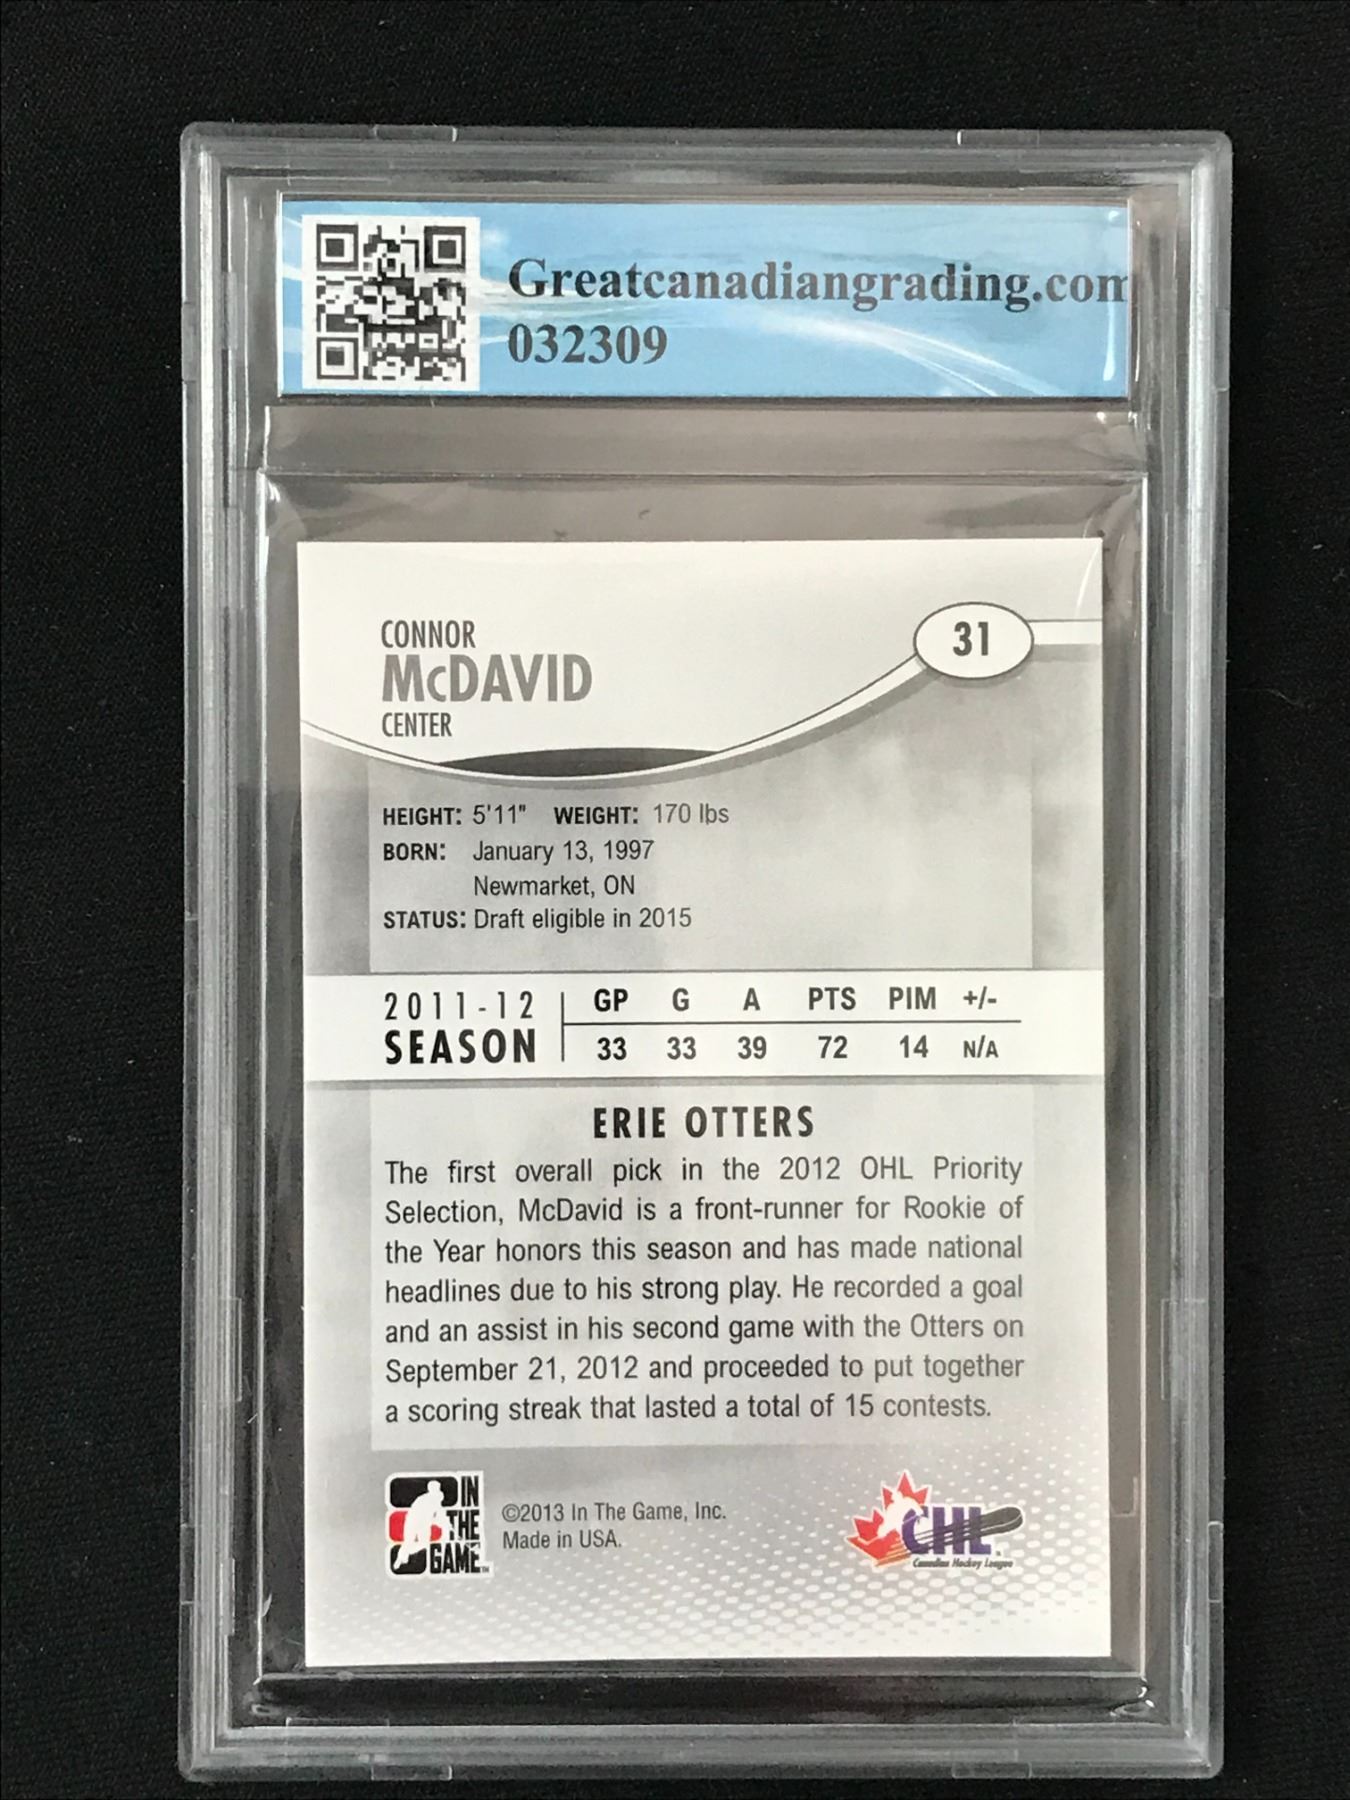 Greatcanadiangrading.com
032309
CONNOR
McDAVID
CENTER
31
HEIGHT: 5'11" WEIGHT: 170 lbs
BORN: January 13, 1997
Newmarket, ON
STATUS: Draft eligible in 2015
2011-12 GP G A PTS PIM +/-
SEASON 33 33 39 72 14 N/A
ERIE OTTERS
The first overall pick in the 2012 OHL Priority
Selection, McDavid is a front-runner for Rookie of
the Year honors this season and has made national
headlines due to his strong play. He recorded a goal
and an assist in his second game with the Otters on
September 21, 2012 and proceeded to put together
a scoring streak that lasted a total of 15 contests.
IN
THE
GAME
©2013 In The Game, Inc.
Made in USA.
CHL
Canadian Hockey League